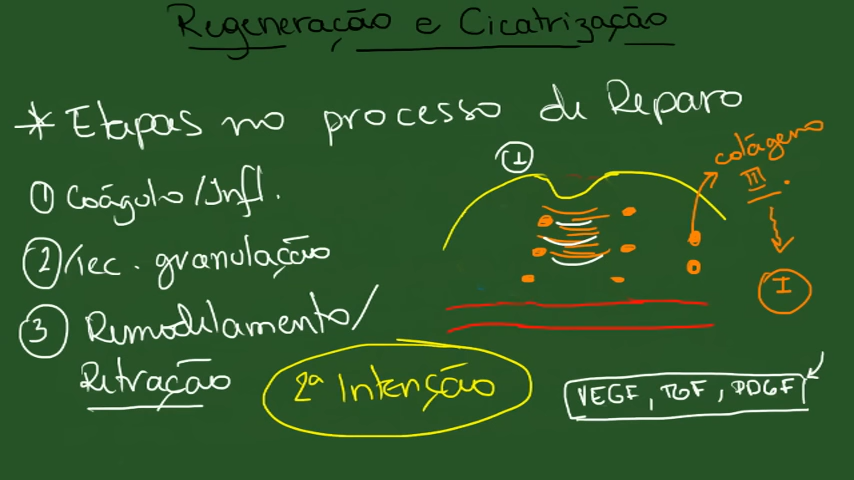 Regeneração e Cicatrização
* Etapas no processo de Reparo
① Coágulo/Infl.
② Tec. granulação
③ Remodelamento/
Retração
2ª Intenção
①
colágeno
III
I
VEGF, TGF, PDGF